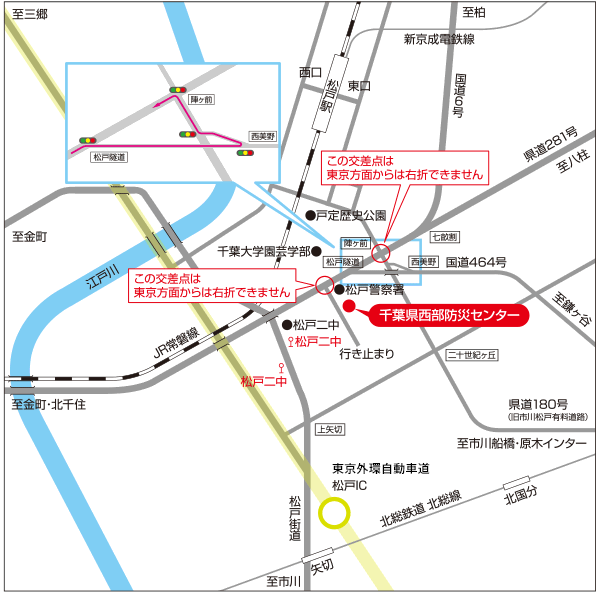 至三郷
至柏
新京成電鉄線
西口
東口
松戸駅
国道6号
陣ヶ前
西美野
松戸隧道
県道281号
至八柱
この交差点は
東京方面からは右折できません
戸定歴史公園
七畝割
至金町
千葉大学園芸学部
陣ヶ前
松戸隧道
西美野
国道464号
江戸川
この交差点は
東京方面からは右折できません
松戸警察署
至鎌ヶ谷
千葉県西部防災センター
JR常磐線
松戸二中
松戸二中
行き止まり
二十世紀ヶ丘
松戸二中
至金町・北千住
県道180号
(旧市川松戸有料道路)
上矢切
至市川船橋・原木インター
東京外環自動車道
松戸IC
松戸街道
北総鉄道 北総線
北国分
矢切
至市川